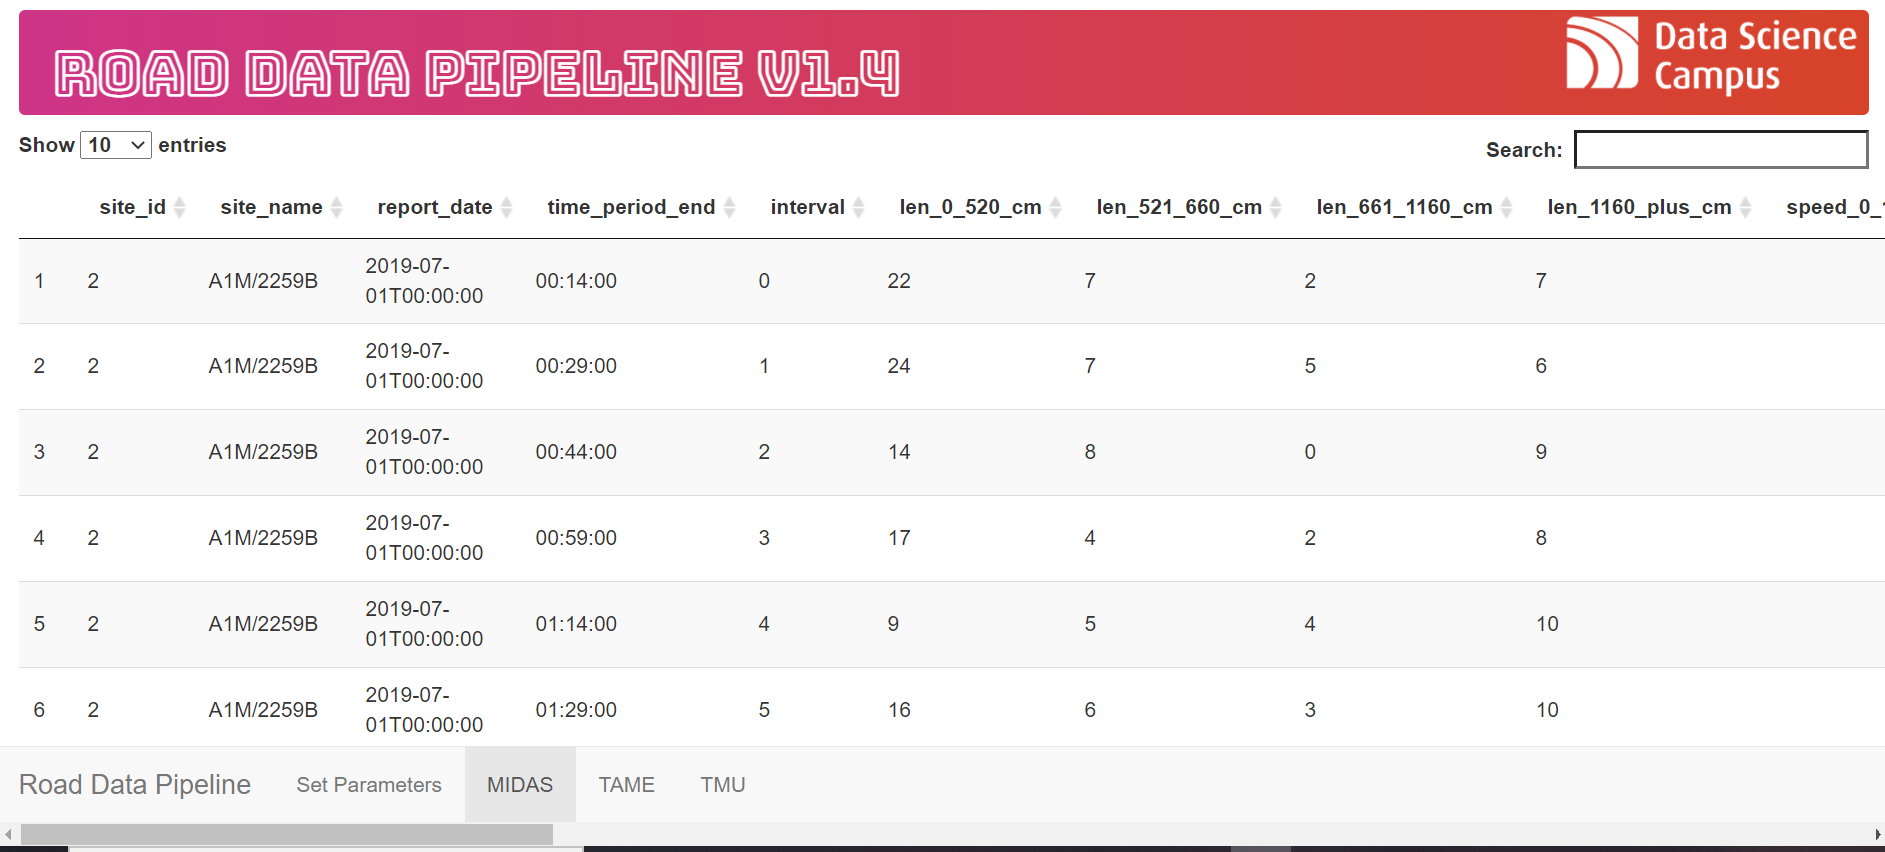 ROAD DATA PIPELINE V1.4
Data Science
Campus
Show 10 entries
Search:
site_id site_name report_date time_period_end interval len_0_520_cm len_521_660_cm len_661_1160_cm len_1160_plus_cm speed_0_
1 2 A1M/2259B 2019-07-01T00:00:00 00:14:00 0 22 7 2 7
2 2 A1M/2259B 2019-07-01T00:00:00 00:29:00 1 24 7 5 6
3 2 A1M/2259B 2019-07-01T00:00:00 00:44:00 2 14 8 0 9
4 2 A1M/2259B 2019-07-01T00:00:00 00:59:00 3 17 4 2 8
5 2 A1M/2259B 2019-07-01T00:00:00 01:14:00 4 9 5 4 10
6 2 A1M/2259B 2019-07-01T00:00:00 01:29:00 5 16 6 3 10
Road Data Pipeline Set Parameters MIDAS TAME TMU